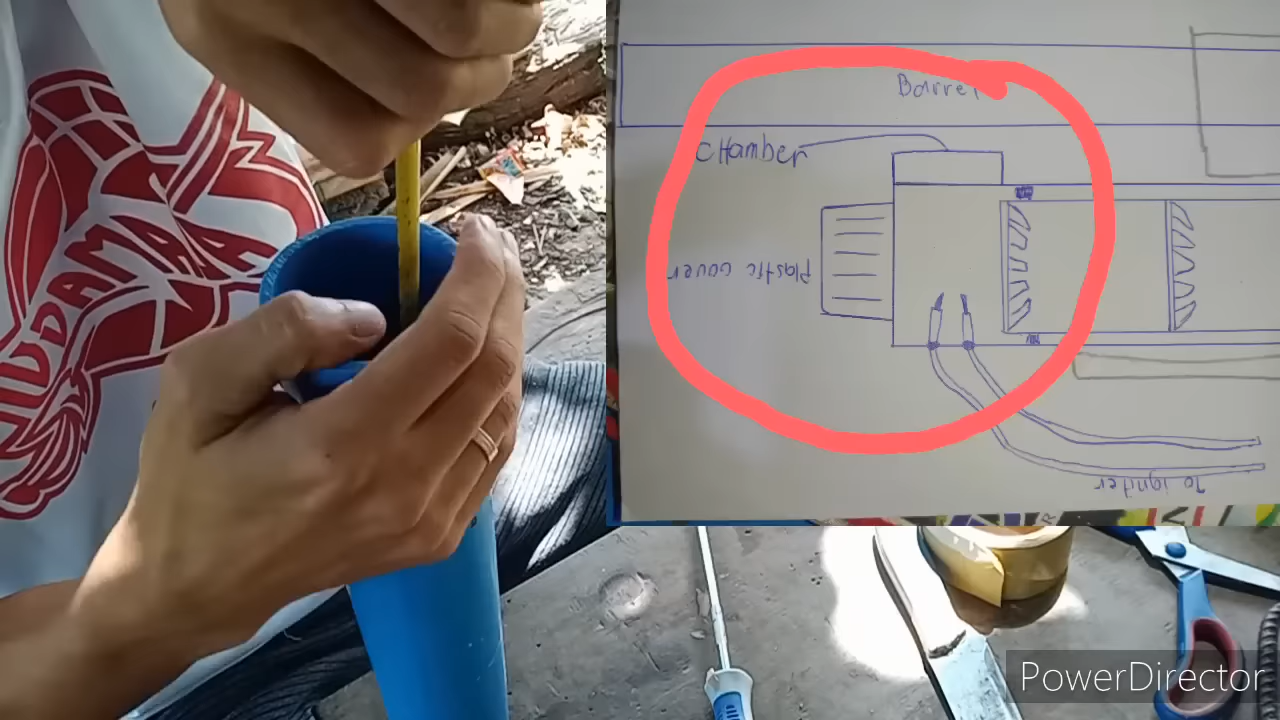 Barrel
CHamber
Plastic cover
To igniter
PowerDirector